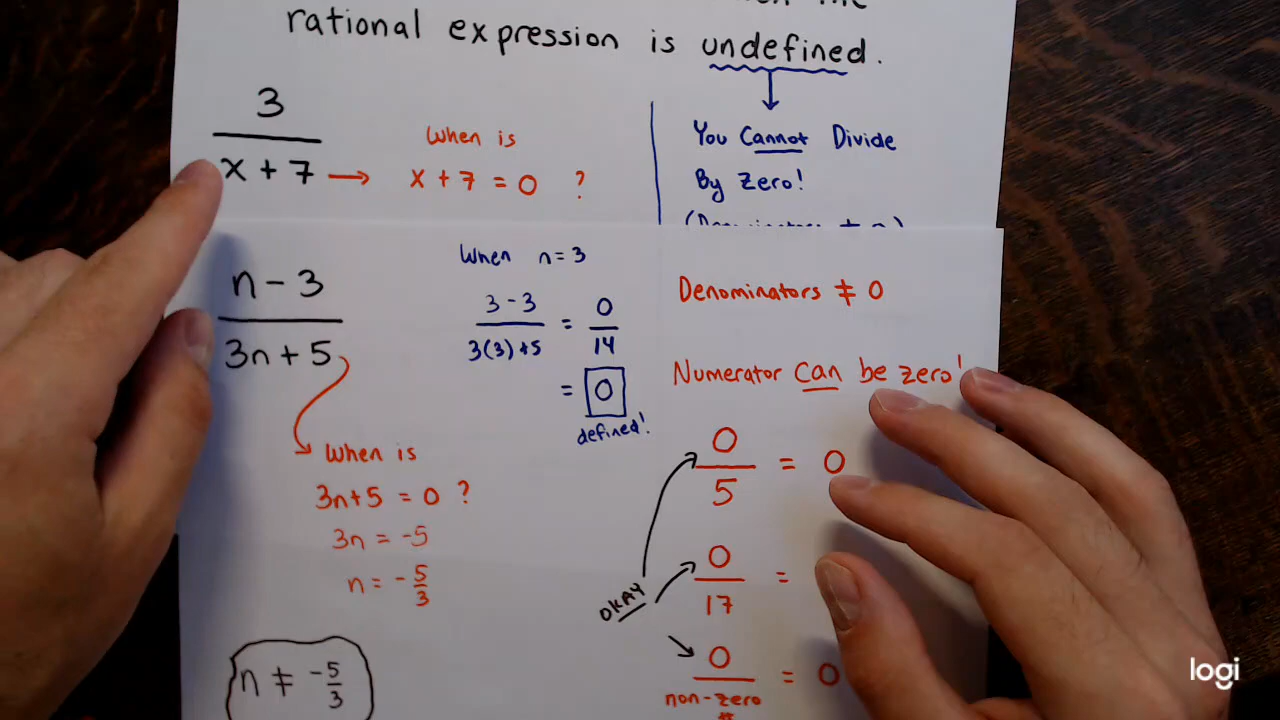 the
rational expression is undefined.
3
x + 7 → When is
x + 7 = 0 ?
You Cannot Divide
By Zero!
n - 3
3n + 5
When is
3n+5 = 0 ?
3n = -5
n = -5/3
n ≠ -5/3
When n = 3
3 - 3 / 3(3)+5 = 0/14
= 0
defined!
Denominators ≠ 0
Numerator can be zero!
0/5 = 0
0/17 =
OKAY
0/non-zero # = 0
logi